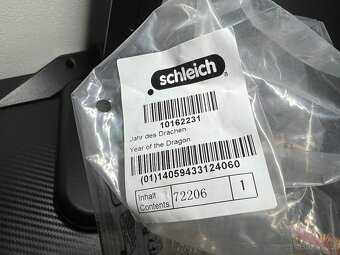 schleich
®
10162231
Jahr des Drachen
Year of the Dragon
(01)14059433124060
Inhalt
Contents 72206 1